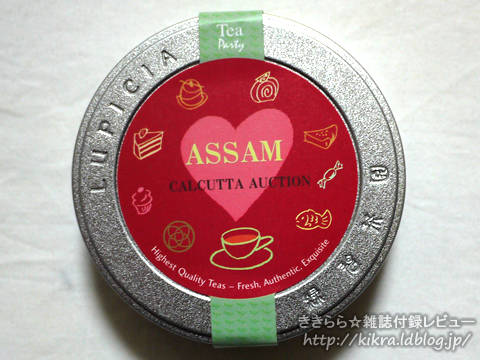 Tea
Party
LUPICIA
ASSAM
CALCUTTA AUCTION
Highest Quality Teas – Fresh, Authentic, Exquisite
ききらら☆雑誌付録レビュー
http://kikra.ldblog.jp/